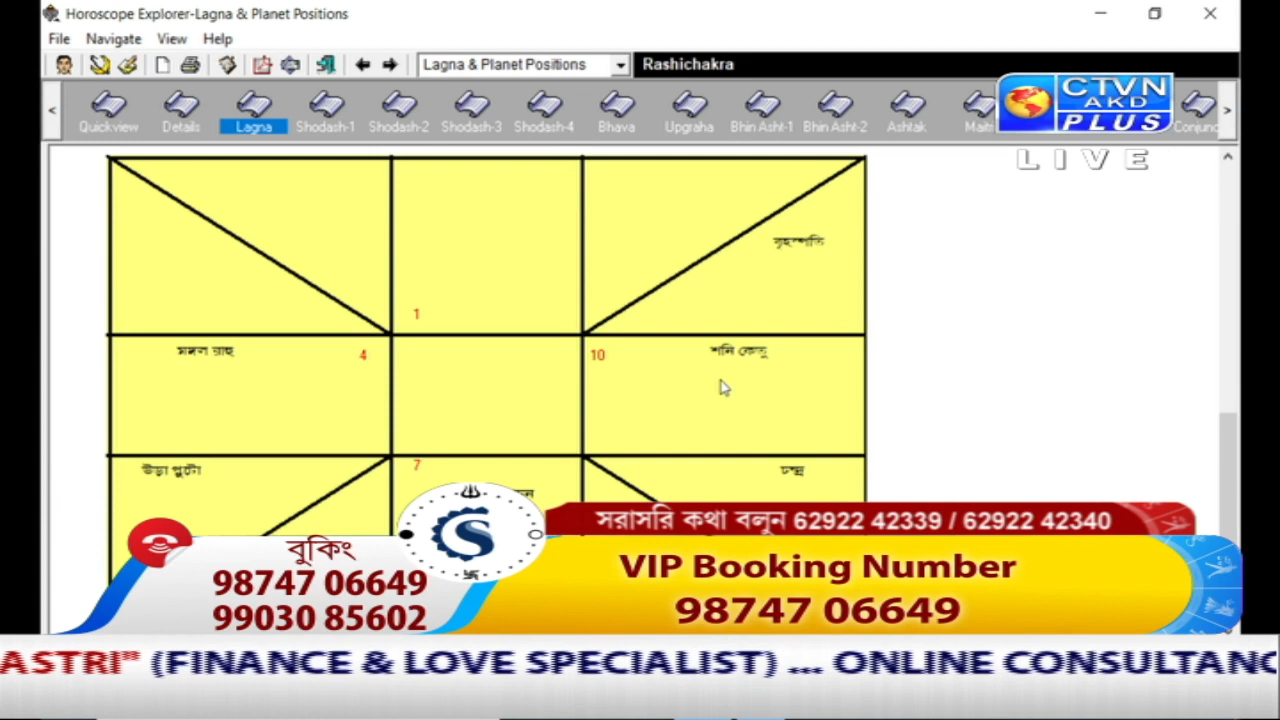 Horoscope Explorer-Lagna & Planet Positions
File Navigate View Help
Lagna & Planet Positions
Rashichakra
Quickview Details Lagna Shodash-1 Shodash-2 Shodash-3 Shodash-4 Bhava Upgraha Bhin Asht-1 Bhin Asht-2 Ashtak
CTVN
AKD
PLUS
LIVE
বৃহস্পতি
1
মঙ্গল রাহু
4
10
শনি কেতু
7
চন্দ্র
সরাসরি কথা বলুন 62922 42339 / 62922 42340
বুকিং
98747 06649
99030 85602
VIP Booking Number
98747 06649
ASTRI" (FINANCE & LOVE SPECIALIST) ... ONLINE CONSULTANC